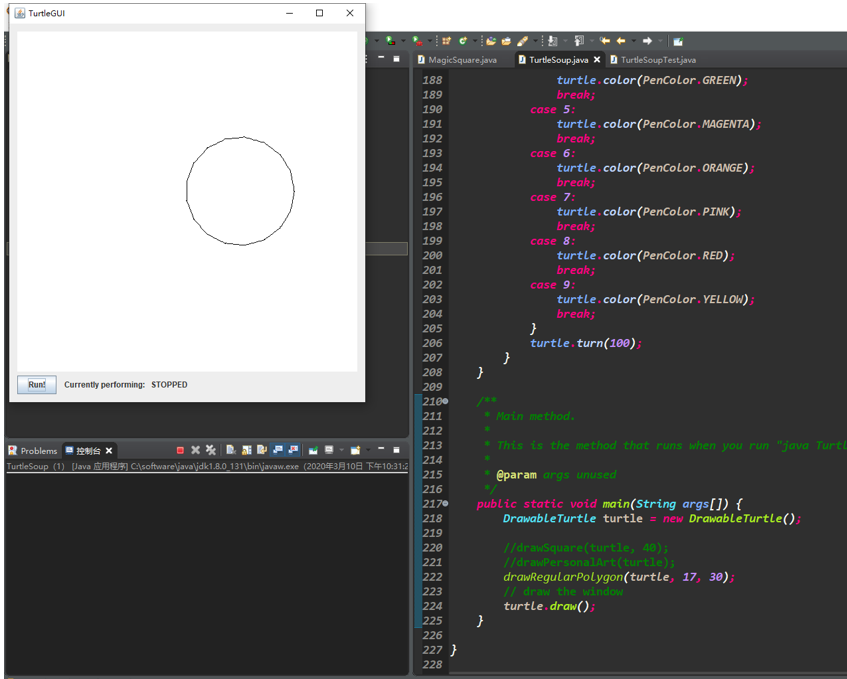 TurtleGUI
Run!
Currently performing: STOPPED
MagicSquare.java
TurtleSoup.java
TurtleSoupTest.java
188 turtle.color(PenColor.GREEN);
189 break;
190 case 5:
191 turtle.color(PenColor.MAGENTA);
192 break;
193 case 6:
194 turtle.color(PenColor.ORANGE);
195 break;
196 case 7:
197 turtle.color(PenColor.PINK);
198 break;
199 case 8:
200 turtle.color(PenColor.RED);
201 break;
202 case 9:
203 turtle.color(PenColor.YELLOW);
204 break;
205 }
206 turtle.turn(100);
207 }
208 }
209
210 /**
211 * Main method.
212 *
213 * This is the method that runs when you run "java Turtl
214 *
215 * @param args unused
216 */
217 public static void main(String args[]) {
218 DrawableTurtle turtle = new DrawableTurtle();
219
220 //drawSquare(turtle, 40);
221 //drawPersonalArt(turtle);
222 drawRegularPolygon(turtle, 17, 30);
223 // draw the window
224 turtle.draw();
225 }
226
227 }
228
Problems
控制台
TurtleSoup（1） [Java 应用程序] C:\software\java\jdk1.8.0_131\bin\javaw.exe（2020年3月10日 下午10:31:2